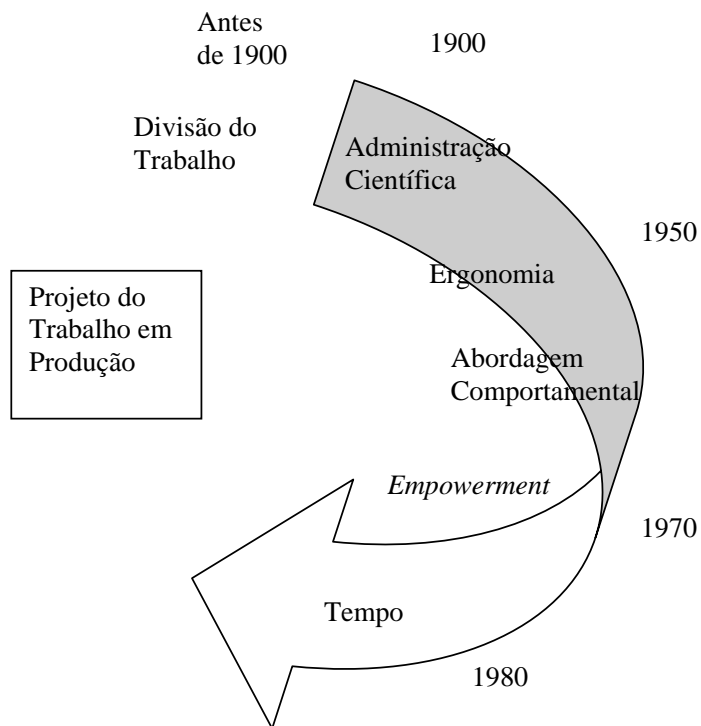 Antes
de 1900
1900
Divisão do
Trabalho
Administração
Científica
1950
Ergonomia
Projeto do
Trabalho em
Produção
Abordagem
Comportamental
Empowerment
1970
Tempo
1980